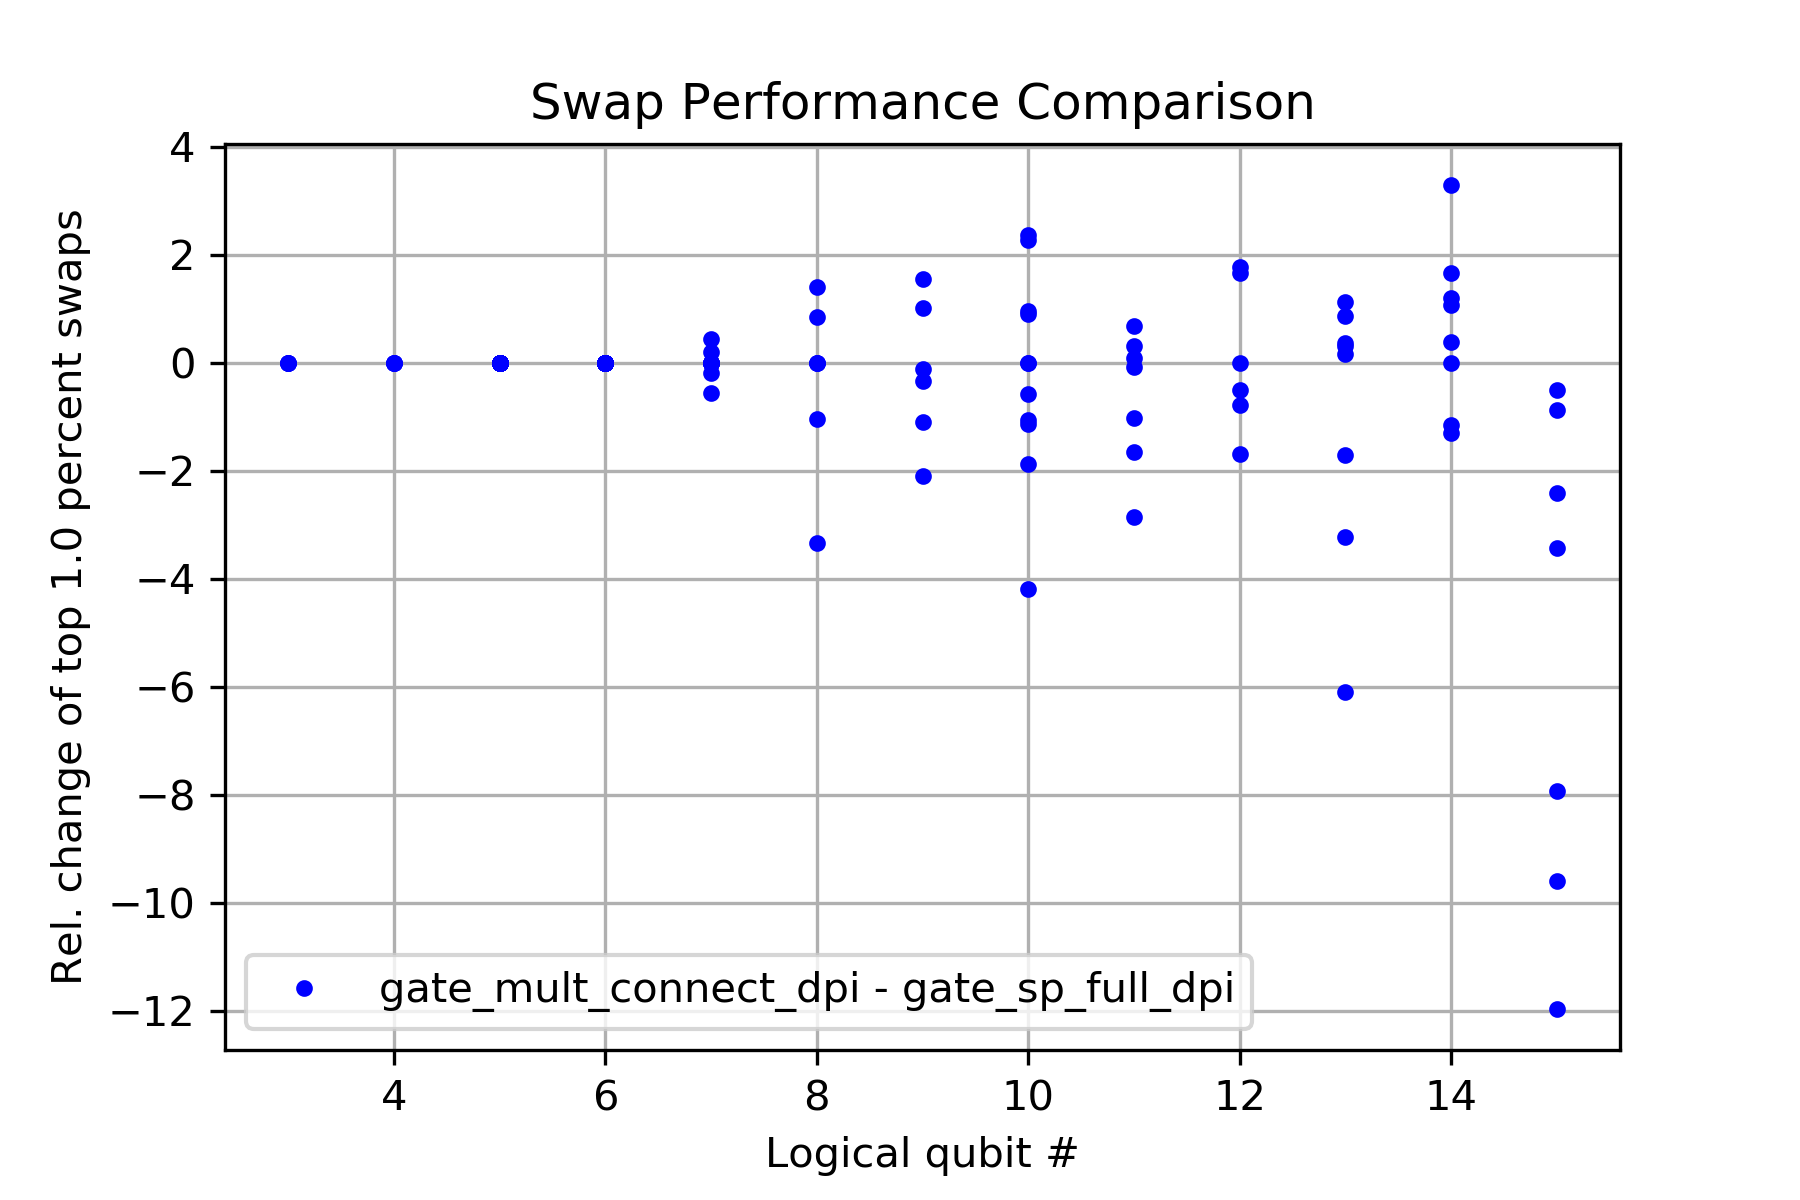 Swap Performance Comparison
Rel. change of top 1.0 percent swaps
4
2
0
−2
−4
−6
−8
−10
−12
gate_mult_connect_dpi - gate_sp_full_dpi
4 6 8 10 12 14
Logical qubit #